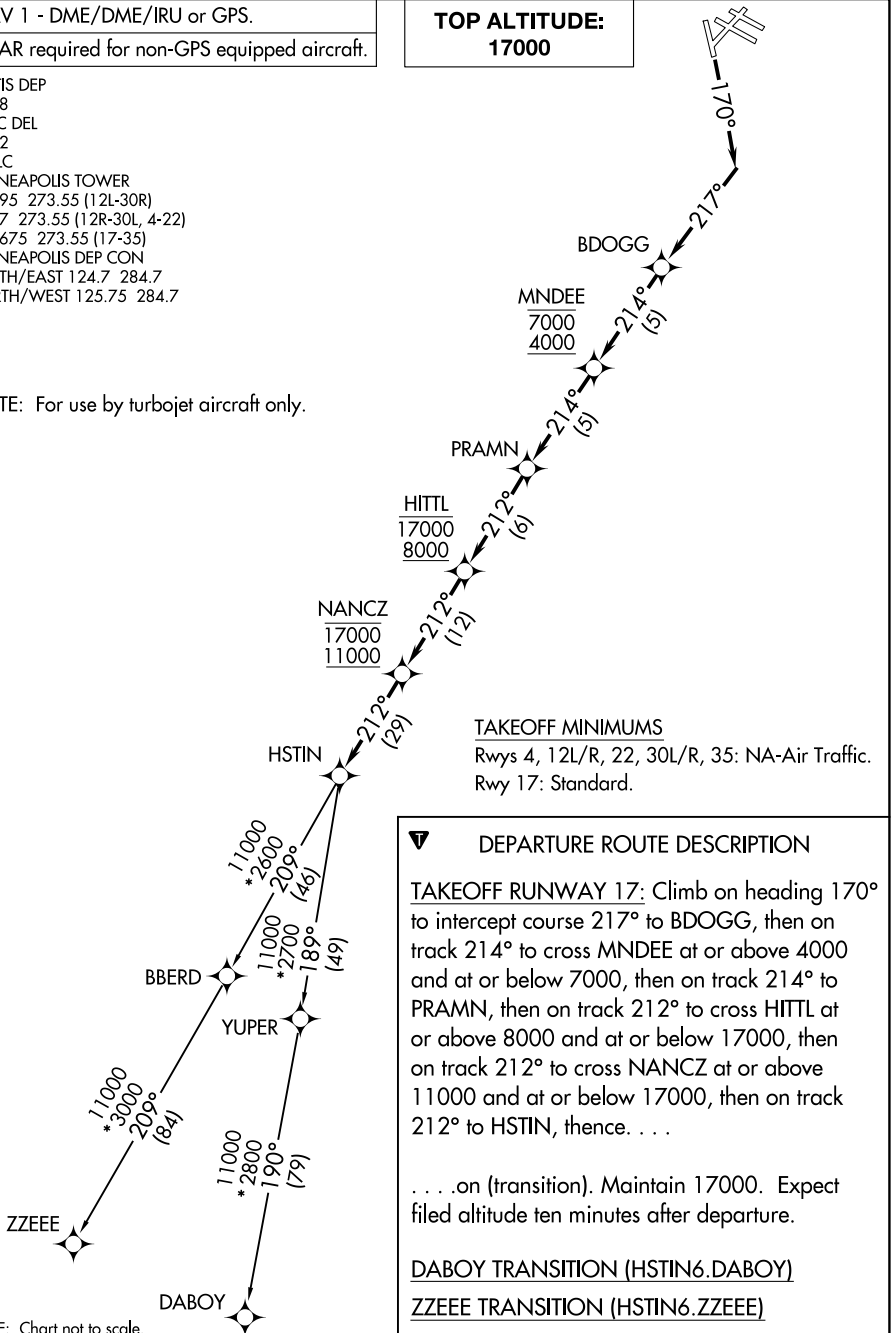 V 1 - DME/DME/IRU or GPS.
AR required for non-GPS equipped aircraft.
TOP ALTITUDE:
17000
IS DEP
8
C DEL
2
LC
NEAPOLIS TOWER
95 273.55 (12L-30R)
7 273.55 (12R-30L, 4-22)
675 273.55 (17-35)
NEAPOLIS DEP CON
TH/EAST 124.7 284.7
TH/WEST 125.75 284.7
TE: For use by turbojet aircraft only.
170°
217°
BDOGG
214°
(5)
MNDEE
7000
4000
214°
(5)
PRAMN
212°
(6)
HITTL
17000
8000
212°
(12)
NANCZ
17000
11000
212°
(29)
HSTIN
TAKEOFF MINIMUMS
Rwys 4, 12L/R, 22, 30L/R, 35: NA-Air Traffic.
Rwy 17: Standard.
11000
*2600
209°
(46)
11000
*2700
189°
(49)
BBERD
YUPER
11000
*3000
209°
(84)
11000
*2800
190°
(79)
ZZEEE
DABOY
E: Chart not to scale.
T
DEPARTURE ROUTE DESCRIPTION
TAKEOFF RUNWAY 17: Climb on heading 170°
to intercept course 217° to BDOGG, then on
track 214° to cross MNDEE at or above 4000
and at or below 7000, then on track 214° to
PRAMN, then on track 212° to cross HITTL at
or above 8000 and at or below 17000, then
on track 212° to cross NANCZ at or above
11000 and at or below 17000, then on track
212° to HSTIN, thence. . . .
. . . .on (transition). Maintain 17000. Expect
filed altitude ten minutes after departure.
DABOY TRANSITION (HSTIN6.DABOY)
ZZEEE TRANSITION (HSTIN6.ZZEEE)